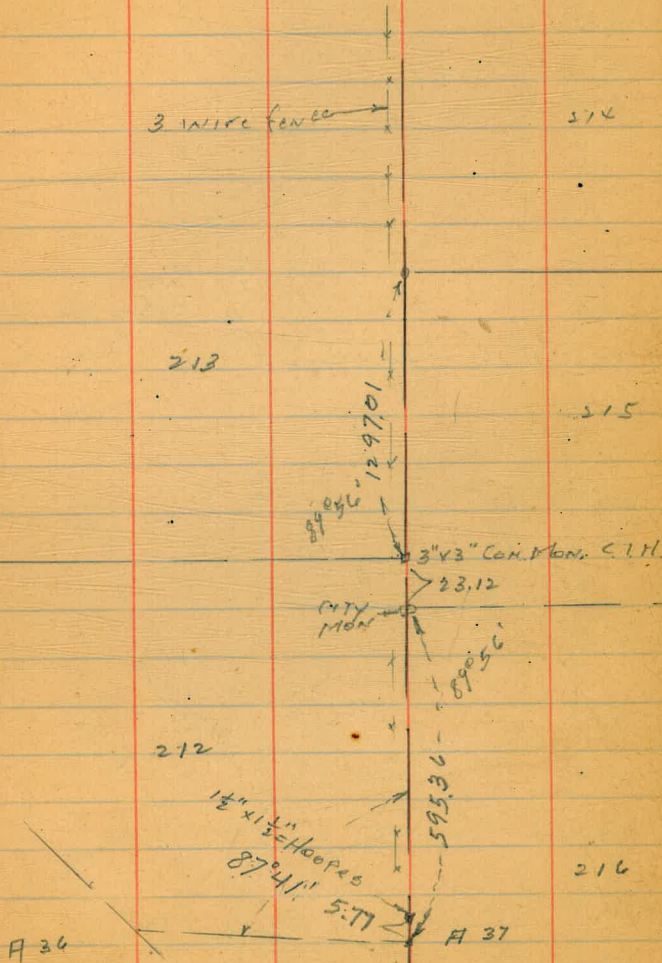 3 wire fence
214
213
1297.01
215
89°56'
3"x3" Con. Mon. C.I.M.
23.12
CITY
MON
89°56'
212
595.36
1½"x1½"
87°41'
5.77
216
A 36
A 37